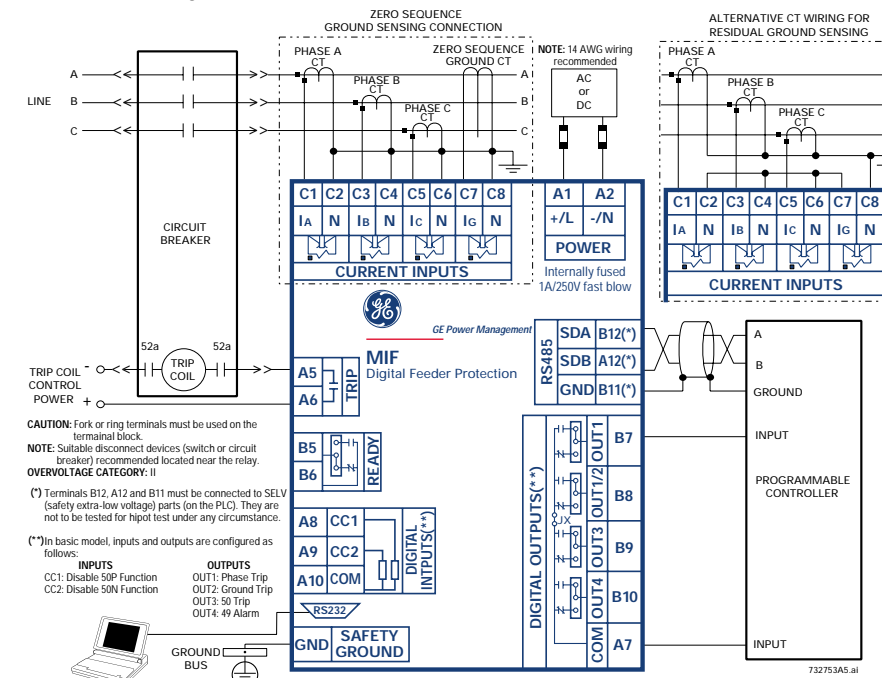 ZERO SEQUENCE
GROUND SENSING CONNECTION
ALTERNATIVE CT WIRING FOR
RESIDUAL GROUND SENSING
PHASE A
CT
ZERO SEQUENCE
GROUND CT
NOTE: 14 AWG wiring
recommended
PHASE A
CT
AC
or
DC
LINE
A
B
C
PHASE B
CT
PHASE C
CT
A
B
C
PHASE B
CT
PHASE C
CT
C1 C2 C3 C4 C5 C6 C7 C8
IA N IB N IC N IG N
CURRENT INPUTS
A1 A2
+/L -/N
POWER
Internally fused
1A/250V fast blow
C1 C2 C3 C4 C5 C6 C7 C8
IA N IB N IC N IG N
CURRENT INPUTS
CIRCUIT
BREAKER
GE
GE Power Management
MIF
Digital Feeder Protection
52a
52a
TRIP
COIL
TRIP COIL -
CONTROL
POWER +
A5
A6
TRIP
RS485
SDA B12(*)
SDB A12(*)
GND B11(*)
A
B
GROUND
INPUT
PROGRAMMABLE
CONTROLLER
INPUT
CAUTION: Fork or ring terminals must be used on the
termainal block.
NOTE: Suitable disconnect devices (switch or circuit
breaker) recommended located near the relay.
OVERVOLTAGE CATEGORY: II
(*) Terminals B12, A12 and B11 must be connected to SELV
(safety extra-low voltage) parts (on the PLC). They are
not to be tested for hipot test under any circumstance.
(**)In basic model, inputs and outputs are configured as
follows:
INPUTS
CC1: Disable 50P Function
CC2: Disable 50N Function
OUTPUTS
OUT1: Phase Trip
OUT2: Ground Trip
OUT3: 50 Trip
OUT4: 49 Alarm
B5
B6
READY
A8 CC1
A9 CC2
A10 COM
DIGITAL
INTPUTS(**)
RS232
GND SAFETY
GROUND
GROUND
BUS
DIGITAL OUTPUTS(**)
JX
OUT1 B7
OUT1/2 B8
OUT3 B9
OUT4 B10
COM A7
732753A5.ai